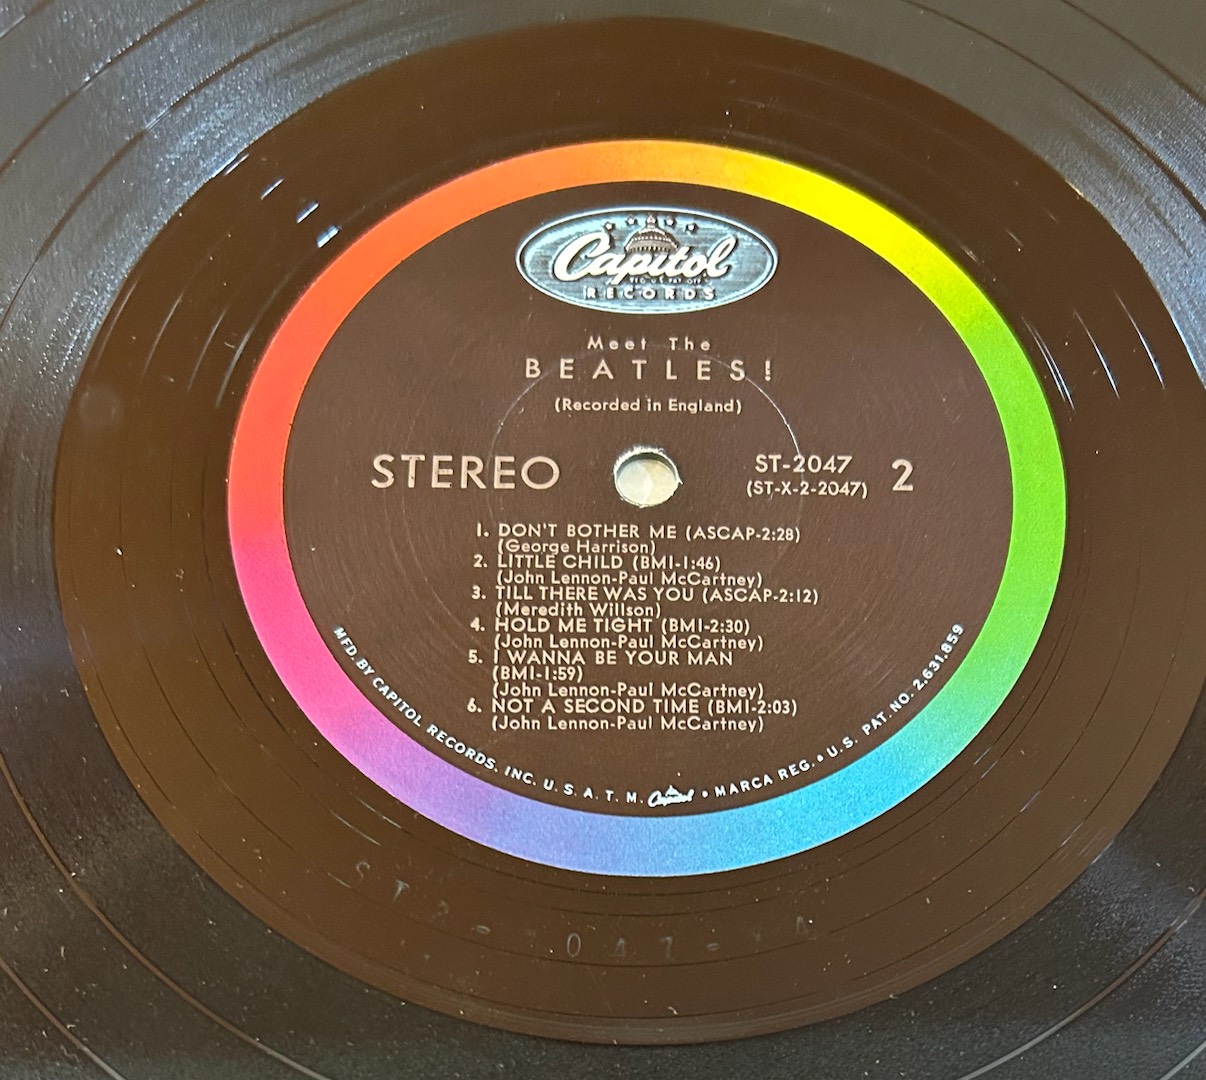 Capitol
REG. U.S. PAT. OFF.
RECORDS
Meet The
BEATLES!
(Recorded in England)
STEREO
ST-2047
(ST-X-2-2047)
2
1. DON'T BOTHER ME (ASCAP-2:28)
(George Harrison)
2. LITTLE CHILD (BMI-1:46)
(John Lennon-Paul McCartney)
3. TILL THERE WAS YOU (ASCAP-2:12)
(Meredith Willson)
4. HOLD ME TIGHT (BMI-2:30)
(John Lennon-Paul McCartney)
5. I WANNA BE YOUR MAN
(BMI-1:59)
(John Lennon-Paul McCartney)
6. NOT A SECOND TIME (BMI-2:03)
(John Lennon-Paul McCartney)
MFD. BY CAPITOL RECORDS, INC. U. S. A. T. M. Capitol • MARCA REG. • U.S. PAT. NO. 2,631,859